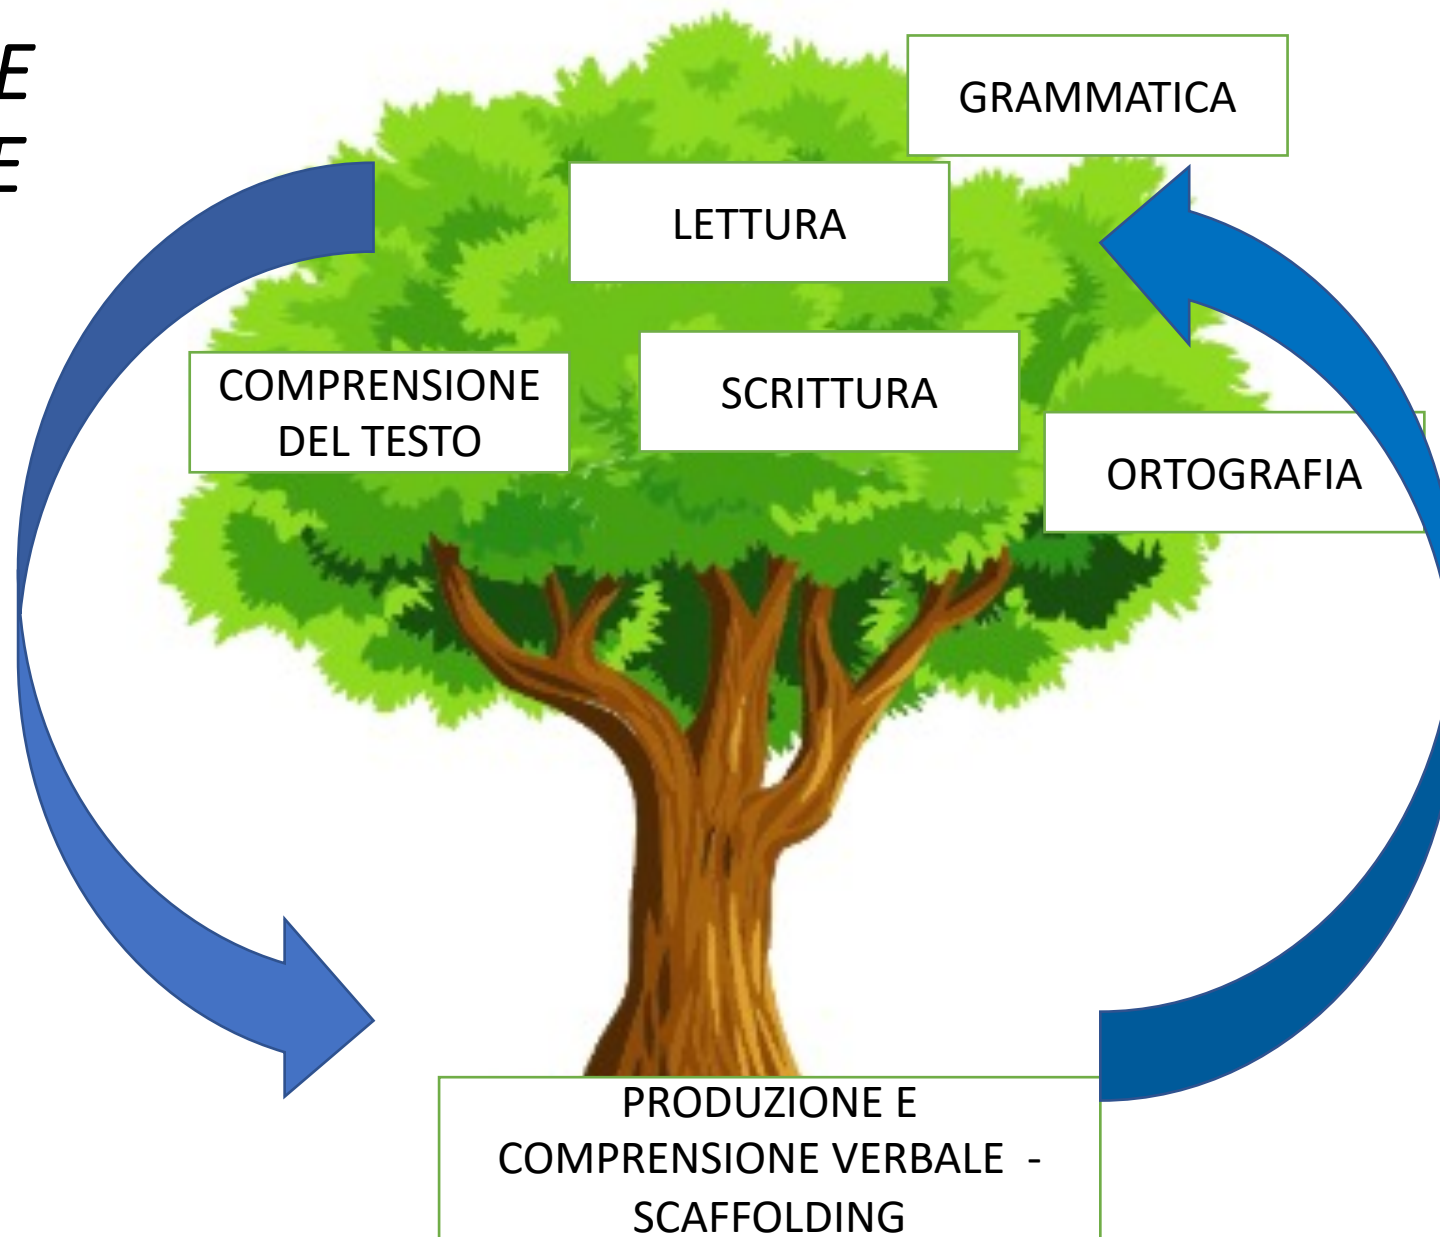 E
E
GRAMMATICA
LETTURA
COMPRENSIONE
DEL TESTO
SCRITTURA
ORTOGRAFIA
PRODUZIONE E
COMPRENSIONE VERBALE -
SCAFFOLDING